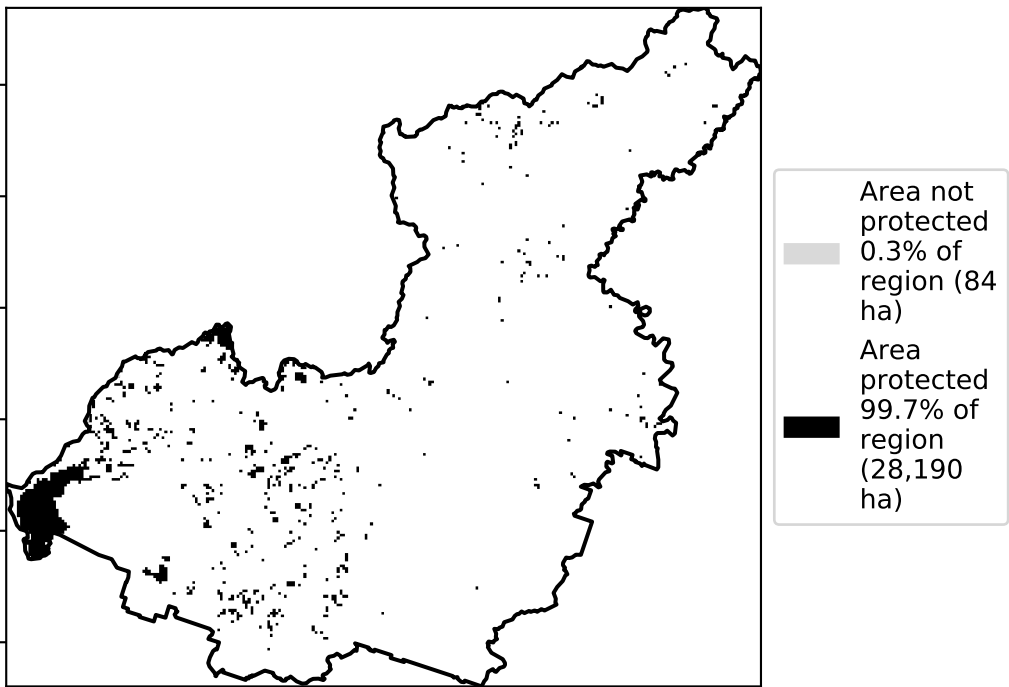 Area not
protected
0.3% of
region (84
ha)
Area
protected
99.7% of
region
(28,190
ha)